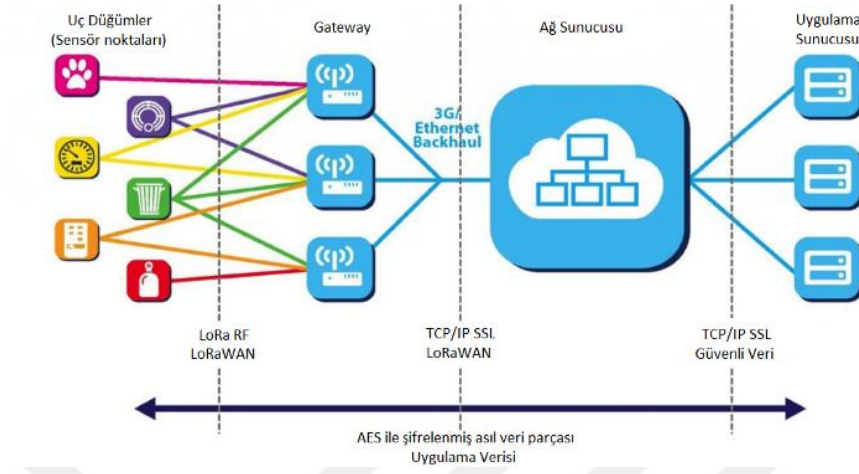 Uç Düğümler
(Sensör noktaları)
Gateway
Ağ Sunucusu
Uygulama
Sunucusu
3G/
Ethernet
Backhaul
LoRa RF
LoRaWAN
TCP/IP SSL
LoRaWAN
TCP/IP SSL
Güvenli Veri
AES ile şifrelenmiş asıl veri parçası
Uygulama Verisi